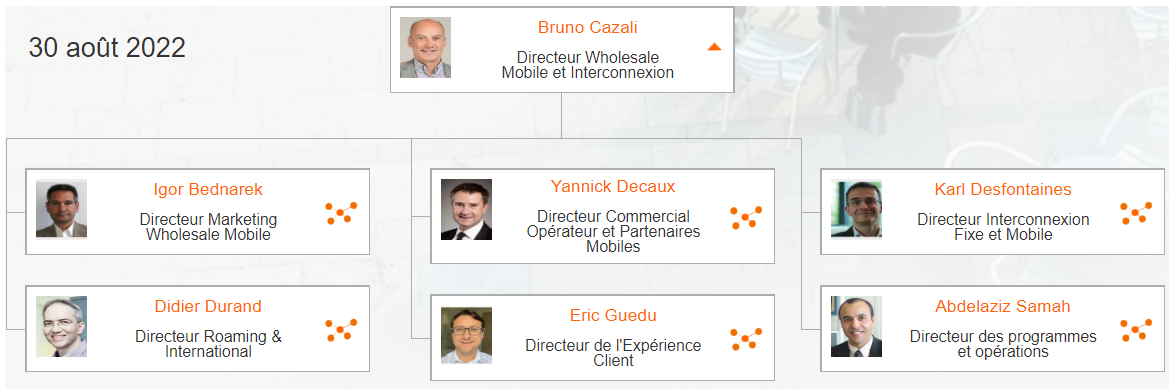 30 août 2022
Bruno Cazali
Directeur Wholesale
Mobile et Interconnexion
Igor Bednarek
Directeur Marketing
Wholesale Mobile
Yannick Decaux
Directeur Commercial
Opérateur et Partenaires
Mobiles
Karl Desfontaines
Directeur Interconnexion
Fixe et Mobile
Didier Durand
Directeur Roaming &
International
Eric Guedu
Directeur de l'Expérience
Client
Abdelaziz Samah
Directeur des programmes
et opérations